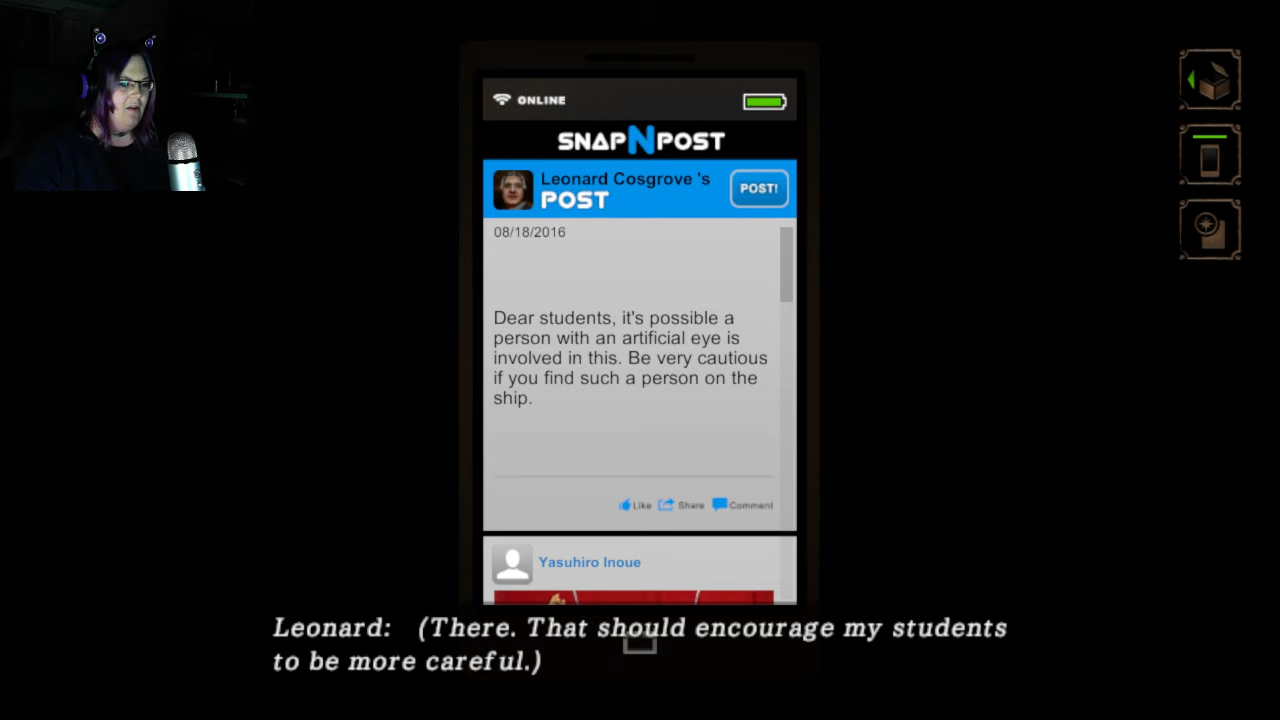 ONLINE
SNAPNPOST
Leonard Cosgrove 's
POST
POST!
08/18/2016
Dear students, it's possible a
person with an artificial eye is
involved in this. Be very cautious
if you find such a person on the
ship.
Like Share Comment
Yasuhiro Inoue
Leonard: (There. That should encourage my students
to be more careful.)